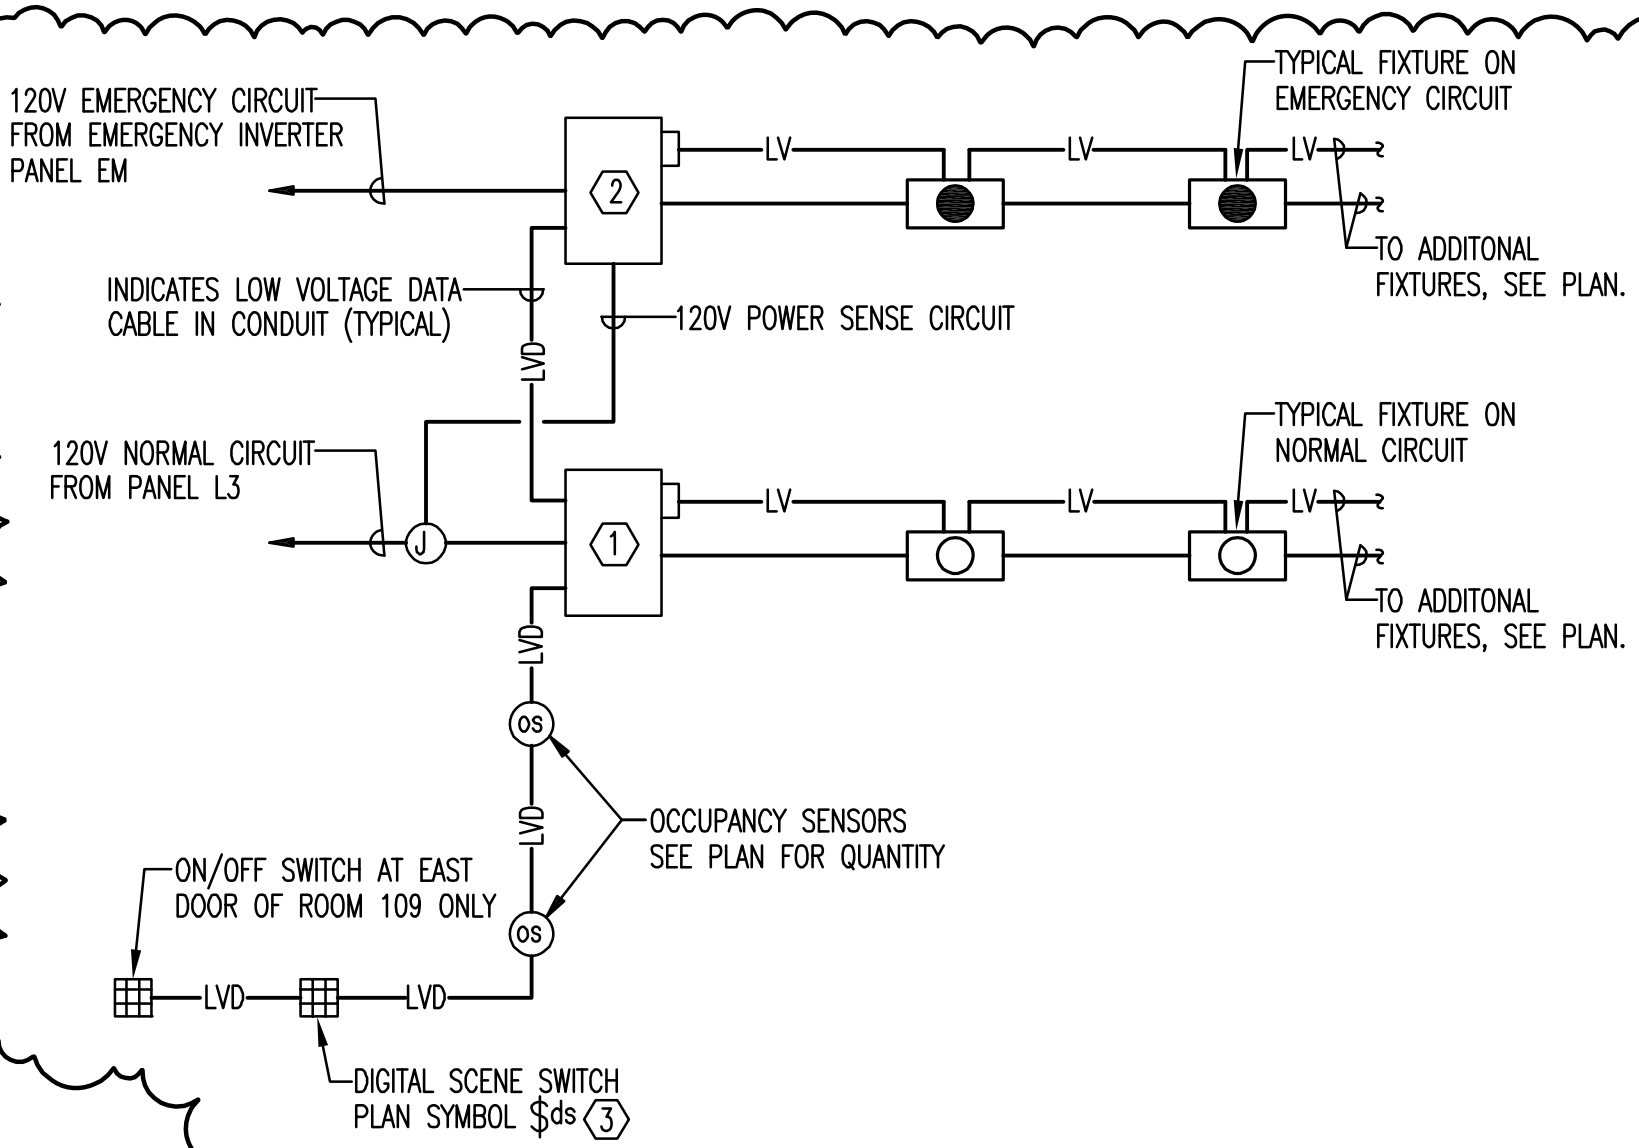 TYPICAL FIXTURE ON
EMERGENCY CIRCUIT
120V EMERGENCY CIRCUIT
FROM EMERGENCY INVERTER
PANEL EM
LV
LV
LV
2
TO ADDITONAL
FIXTURES, SEE PLAN.
INDICATES LOW VOLTAGE DATA
CABLE IN CONDUIT (TYPICAL)
120V POWER SENSE CIRCUIT
LVD
TYPICAL FIXTURE ON
NORMAL CIRCUIT
120V NORMAL CIRCUIT
FROM PANEL L3
LV
LV
LV
J
1
TO ADDITONAL
FIXTURES, SEE PLAN.
LVD
OS
LVD
OCCUPANCY SENSORS
SEE PLAN FOR QUANTITY
ON/OFF SWITCH AT EAST
DOOR OF ROOM 109 ONLY
OS
LVD
LVD
DIGITAL SCENE SWITCH
PLAN SYMBOL $ds 3